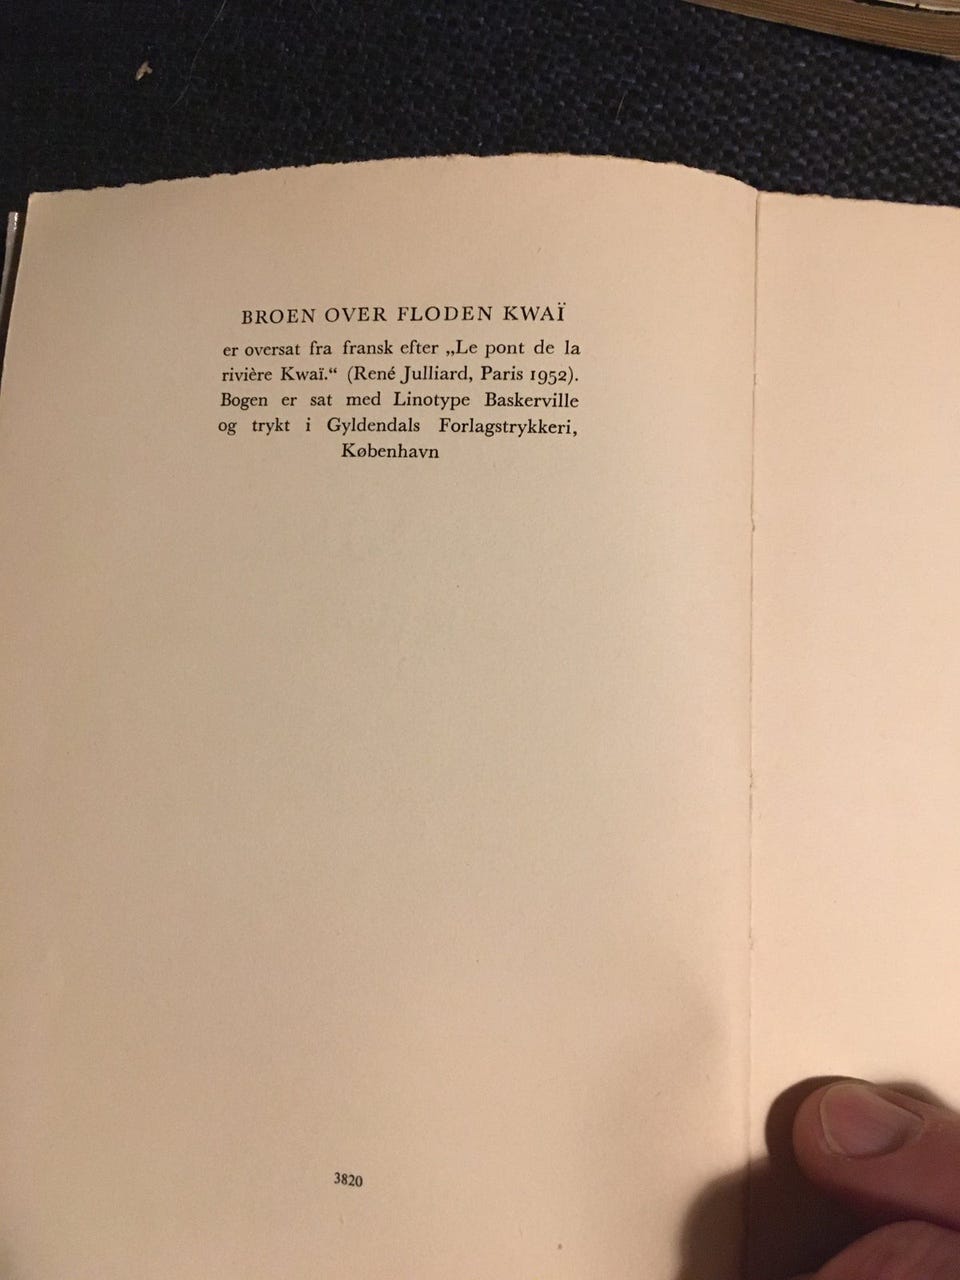 BROEN OVER FLODEN KWAÏ
er oversat fra fransk efter „Le pont de la
rivière Kwaï.“ (René Julliard, Paris 1952).
Bogen er sat med Linotype Baskerville
og trykt i Gyldendals Forlagstrykkeri,
København
3820